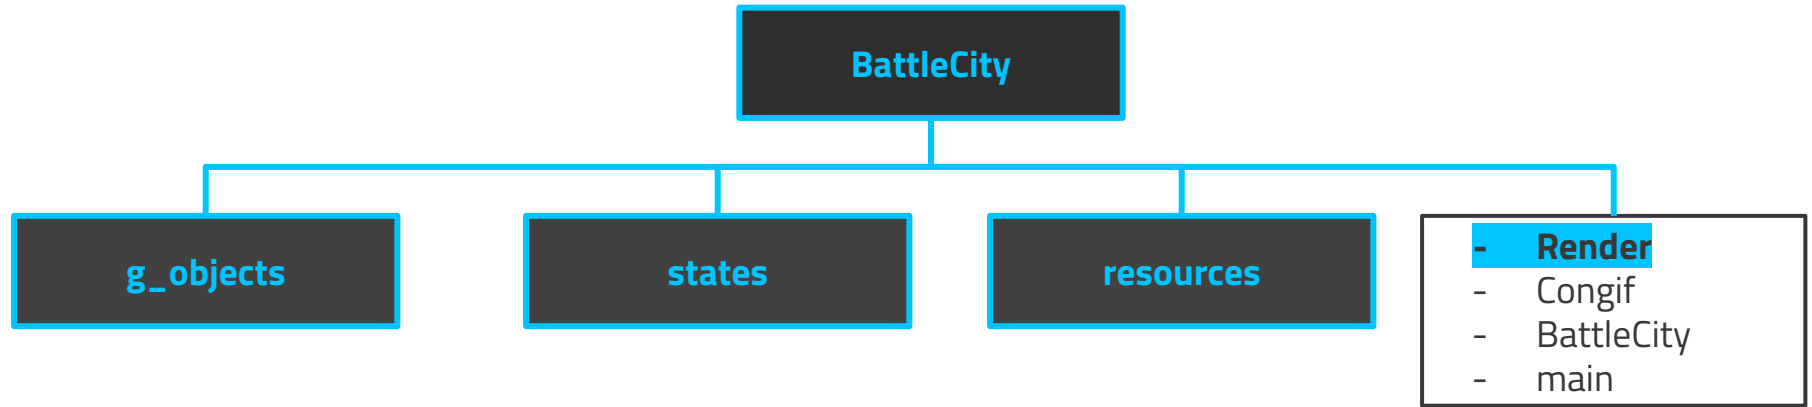 BattleCity
g_objects
states
resources
- Render
- Congif
- BattleCity
- main